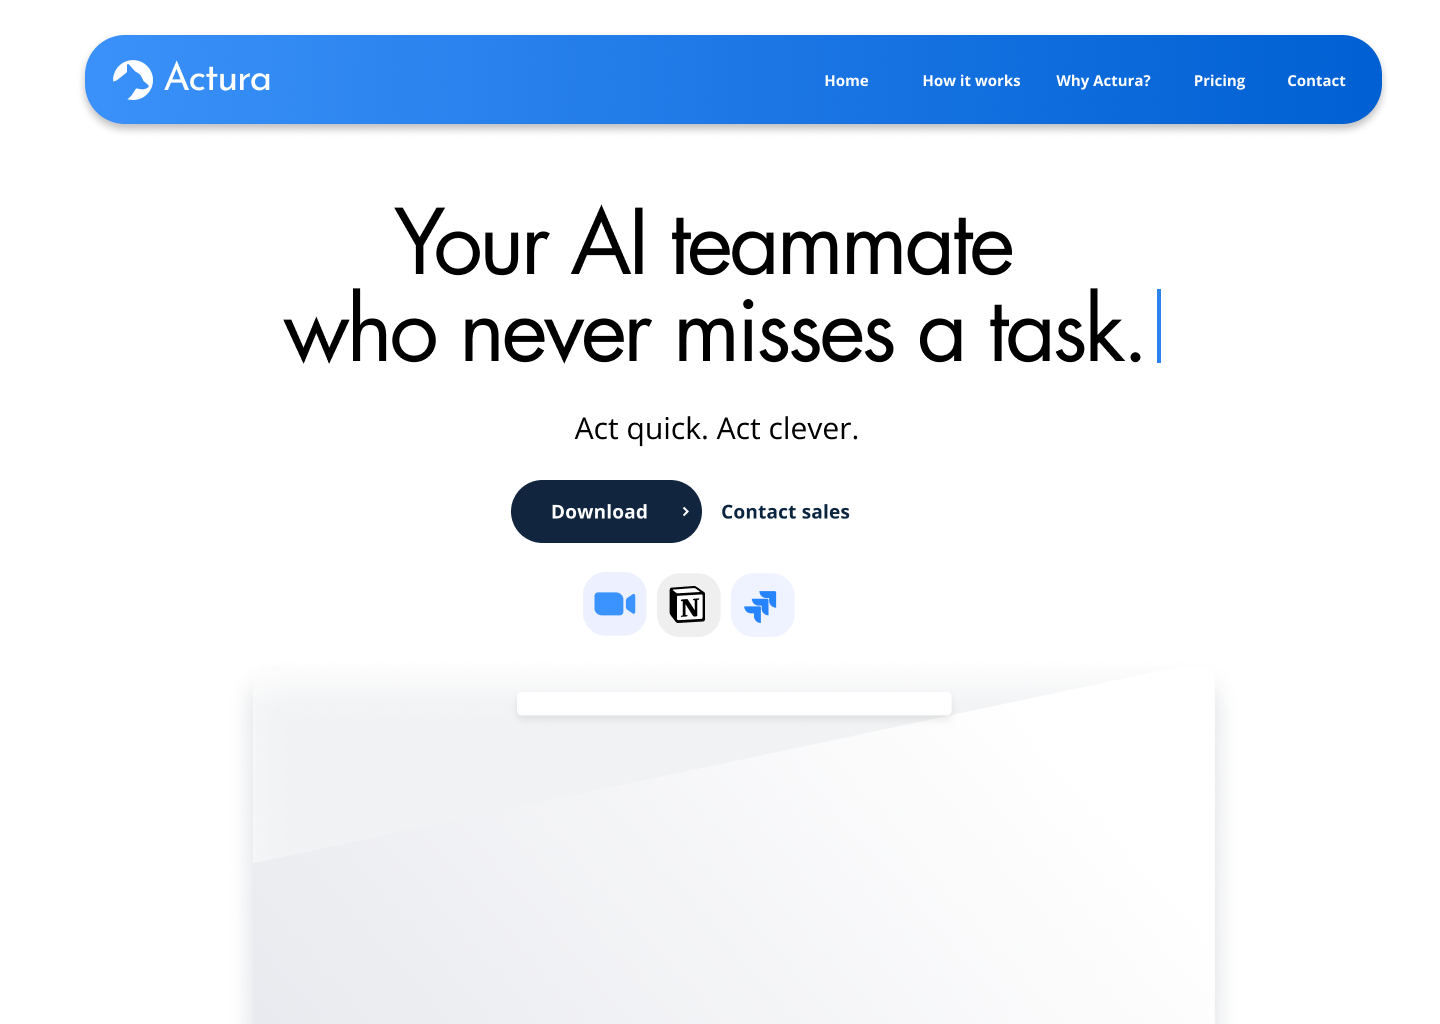 Actura
Home How it works Why Actura? Pricing Contact
Your AI teammate
who never misses a task.
Act quick. Act clever.
Download Contact sales
N